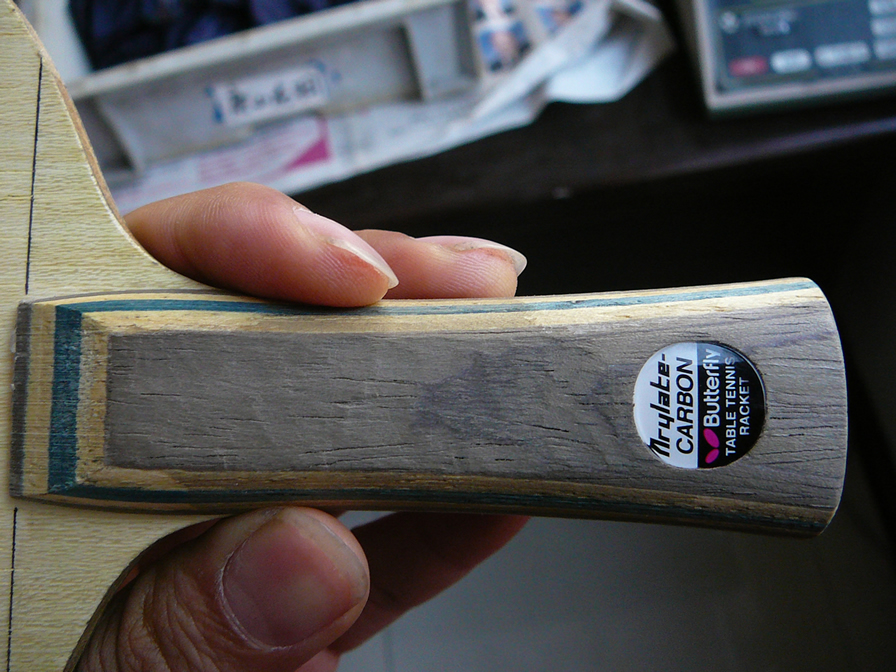 Arylate-
CARBON
Butterfly
TABLE TENNIS
RACKET